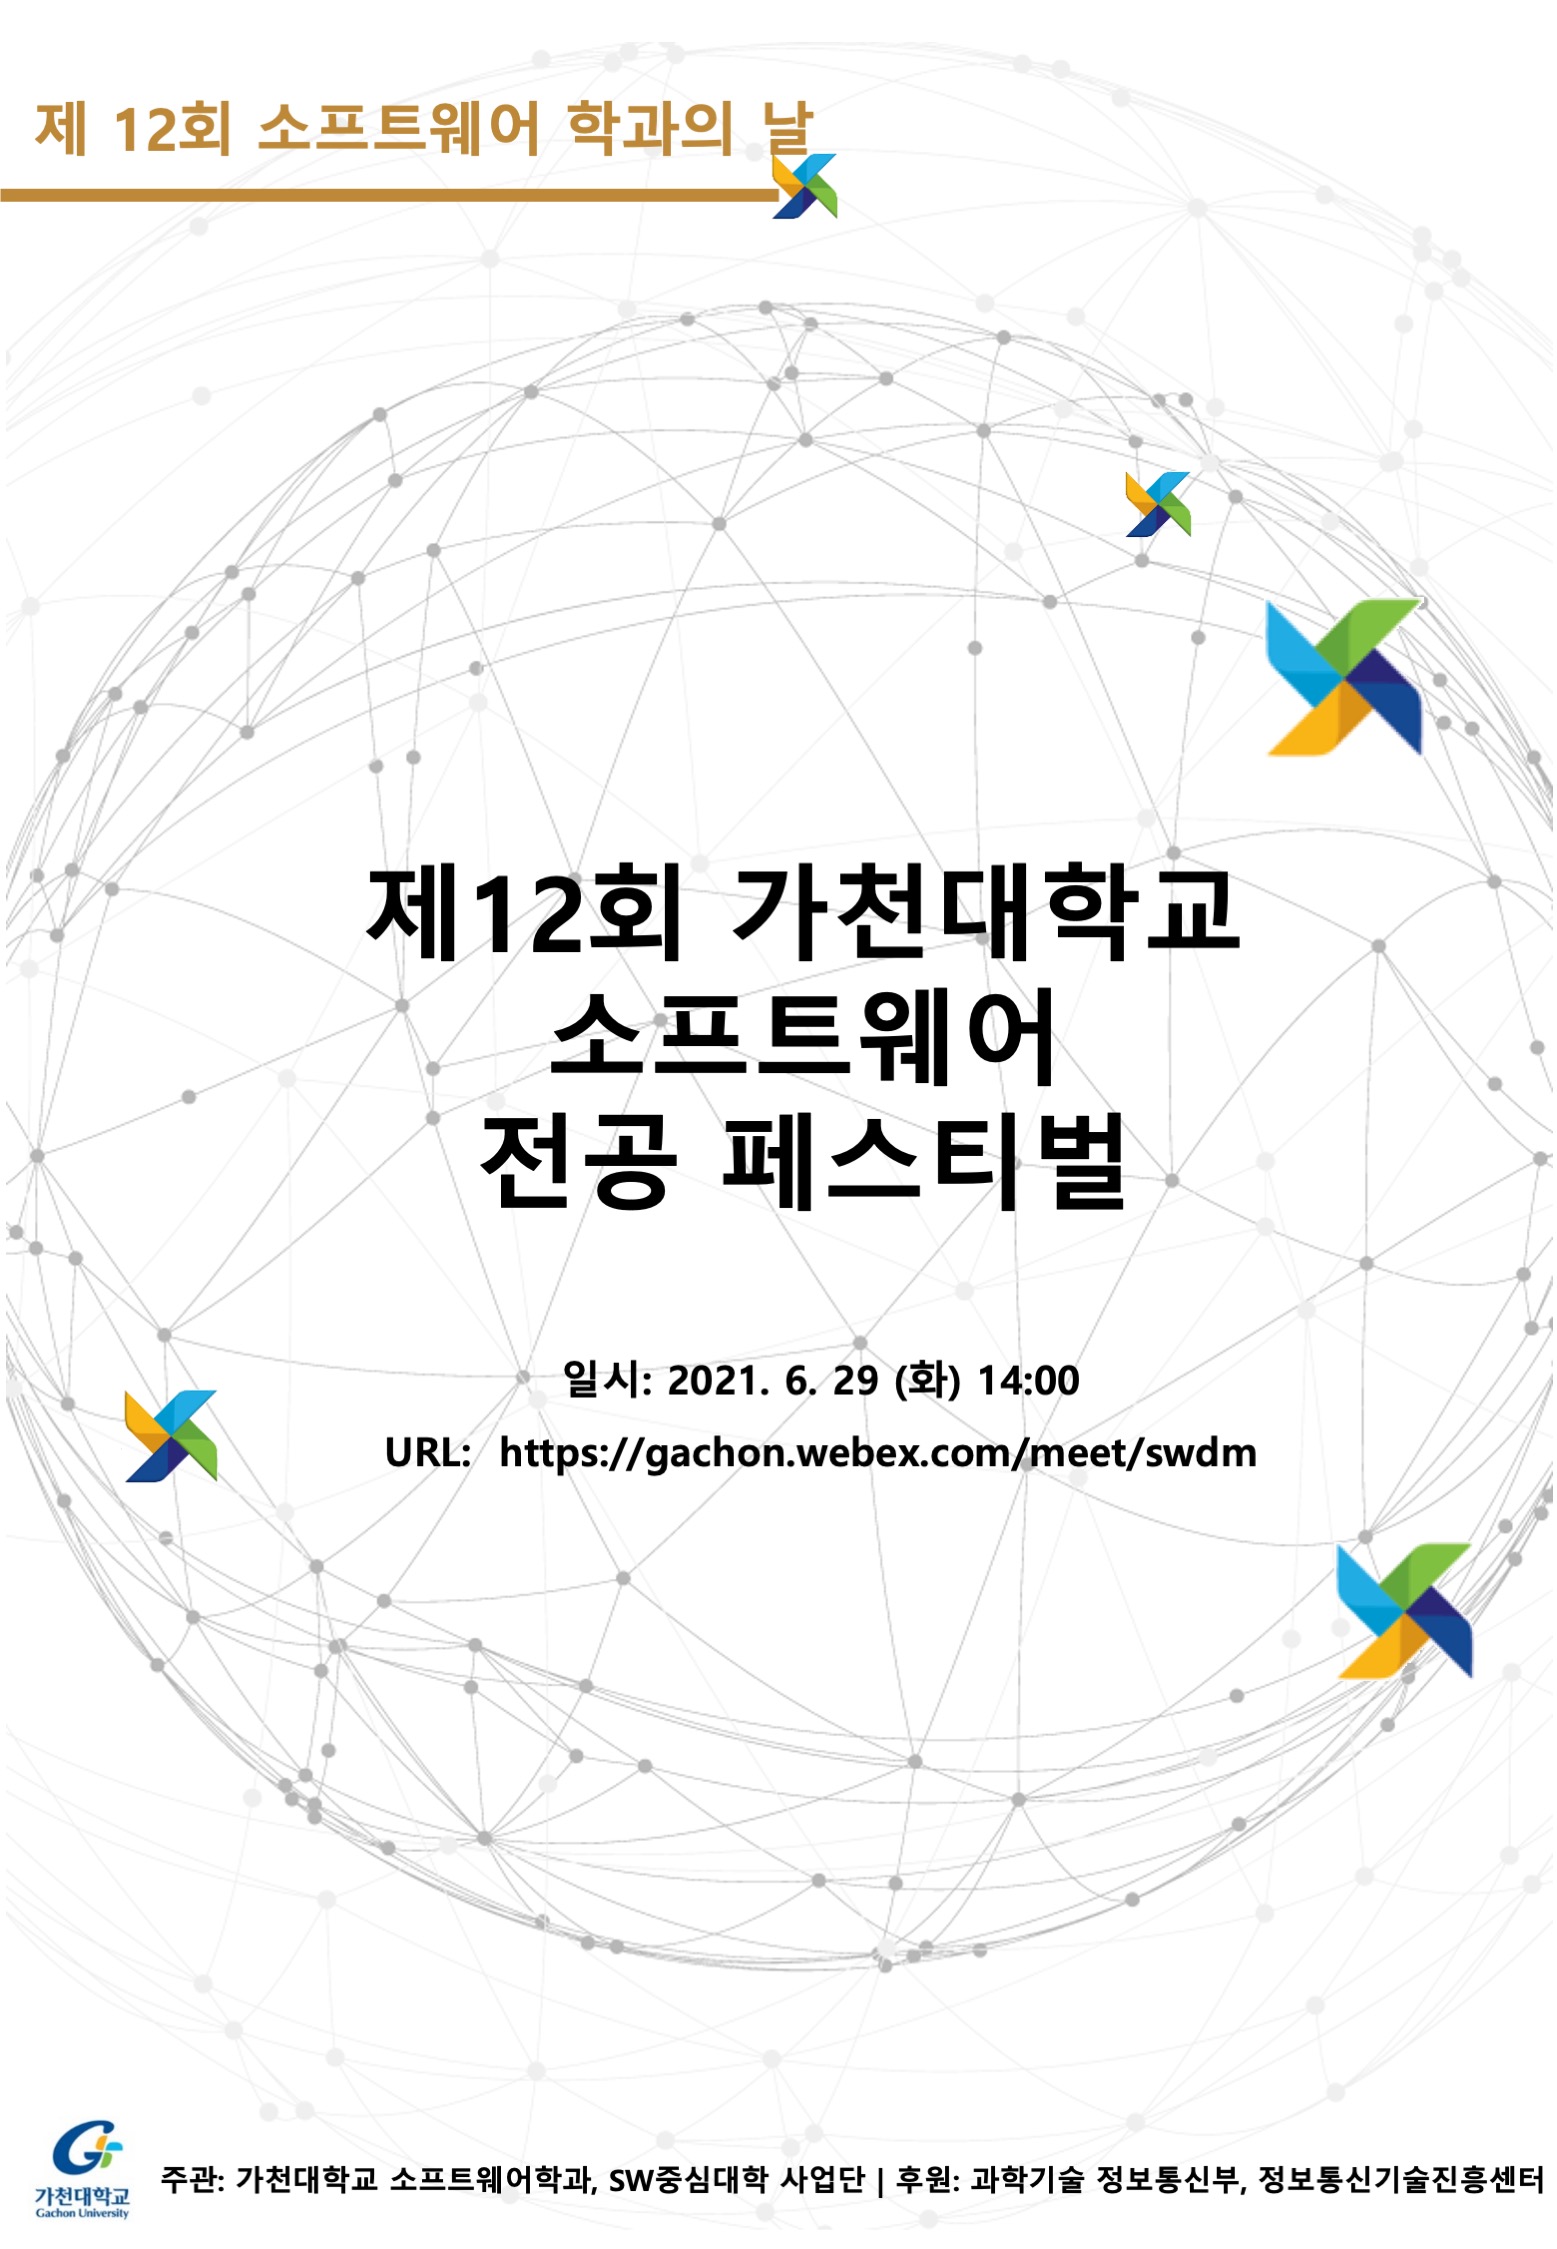 제 12회 소프트웨어 학과의 날
제12회 가천대학교
소프트웨어
전공 페스티벌
일시: 2021. 6. 29 (화) 14:00
URL: https://gachon.webex.com/meet/swdm
가천대학교
Gachon University
주관: 가천대학교 소프트웨어학과, SW중심대학 사업단 | 후원: 과학기술 정보통신부, 정보통신기술진흥센터